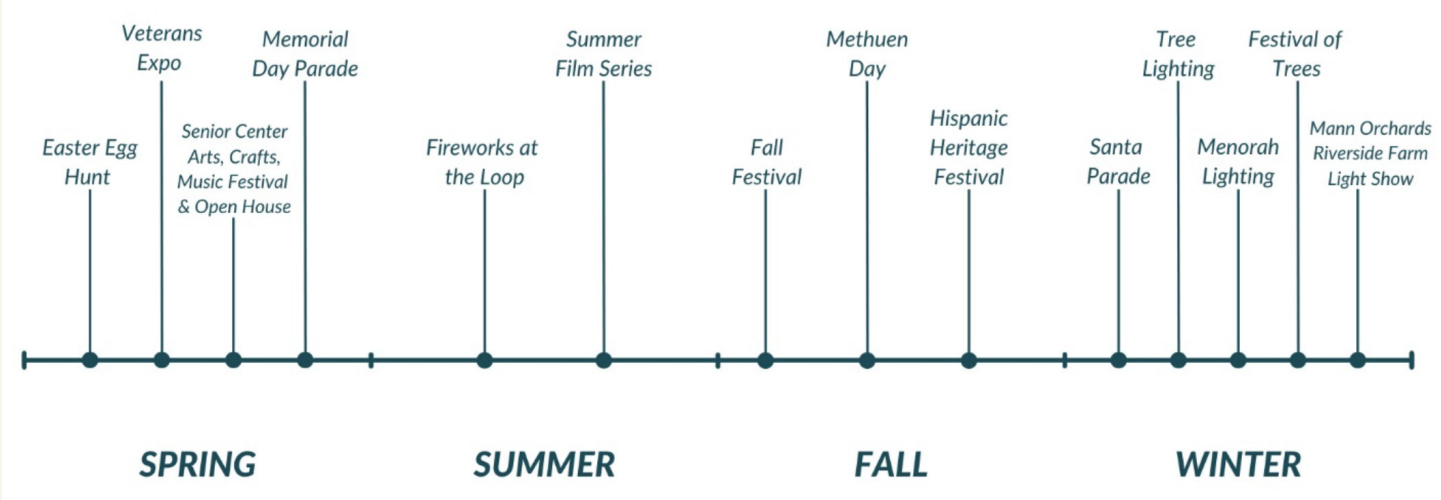 Easter Egg
Hunt
Veterans
Expo
Senior Center
Arts, Crafts,
Music Festival
& Open House
Memorial
Day Parade
Fireworks at
the Loop
Summer
Film Series
Fall
Festival
Methuen
Day
Hispanic
Heritage
Festival
Santa
Parade
Tree
Lighting
Menorah
Lighting
Festival of
Trees
Mann Orchards
Riverside Farm
Light Show
SPRING
SUMMER
FALL
WINTER